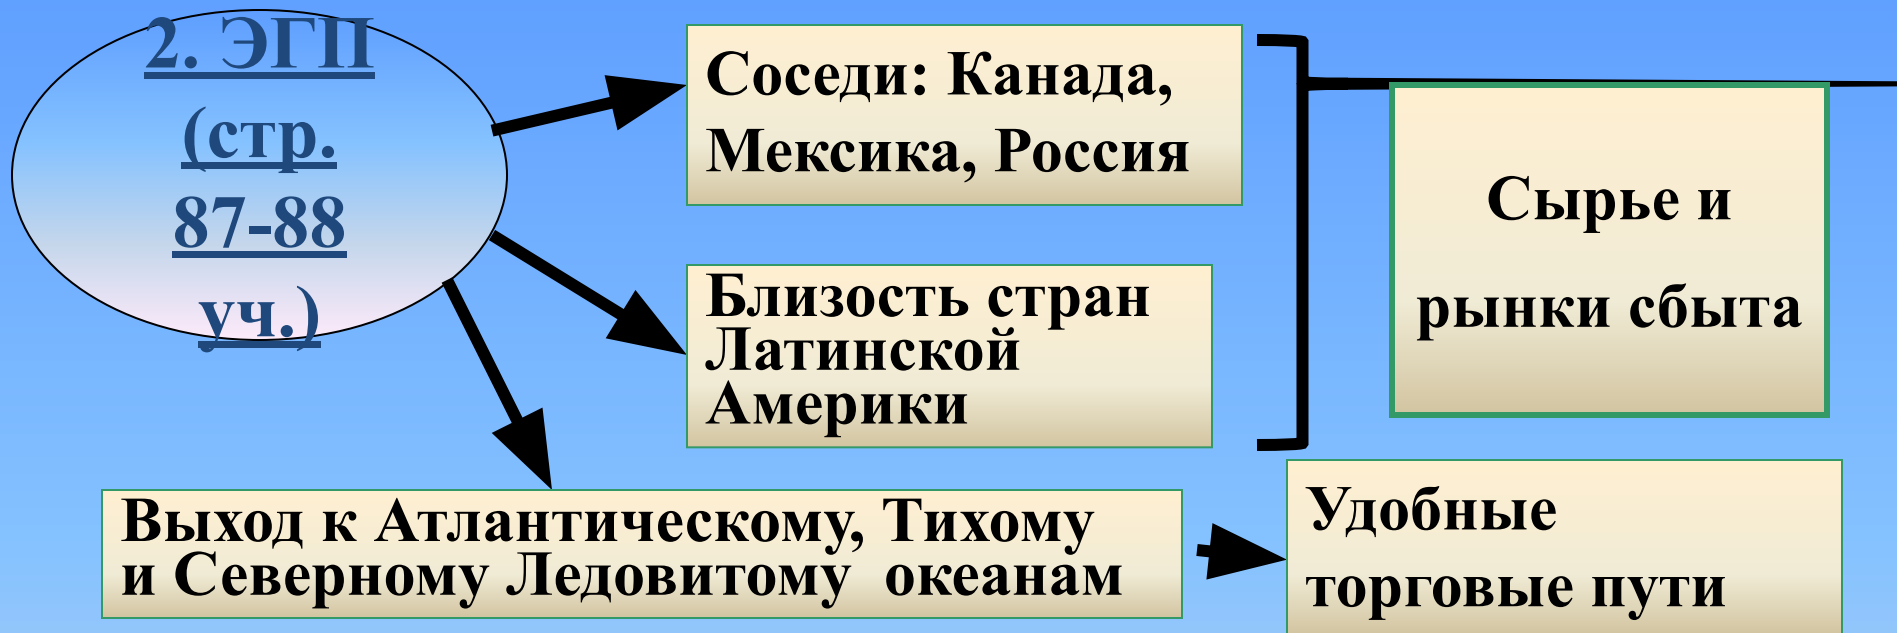 2. ЭГП
(стр.
87-88
уч.)
Соседи: Канада,
Мексика, Россия
Близость стран
Латинской
Америки
Сырье и
рынки сбыта
Выход к Атлантическому, Тихому
и Северному Ледовитому океанам
Удобные
торговые пути